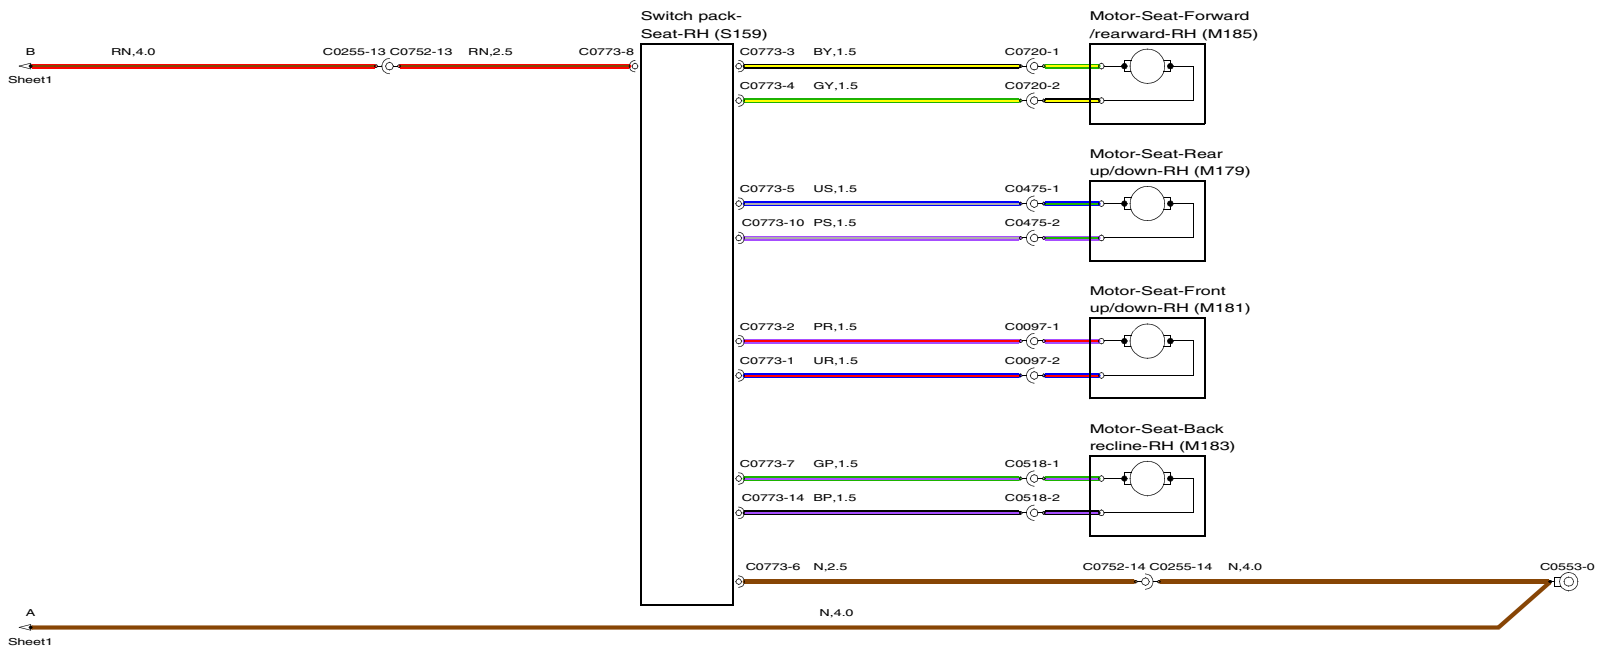 Switch pack-
Seat-RH (S159)
Motor-Seat-Forward
/rearward-RH (M185)
B
RN,4.0
C0255-13 C0752-13
RN,2.5
C0773-8
C0773-3
BY,1.5
C0720-1
Sheet1
C0773-4
GY,1.5
C0720-2
Motor-Seat-Rear
up/down-RH (M179)
C0773-5
US,1.5
C0475-1
C0773-10
PS,1.5
C0475-2
Motor-Seat-Front
up/down-RH (M181)
C0773-2
PR,1.5
C0097-1
C0773-1
UR,1.5
C0097-2
Motor-Seat-Back
recline-RH (M183)
C0773-7
GP,1.5
C0518-1
C0773-14
BP,1.5
C0518-2
C0773-6
N,2.5
C0752-14 C0255-14
N,4.0
C0553-0
A
N,4.0
Sheet1